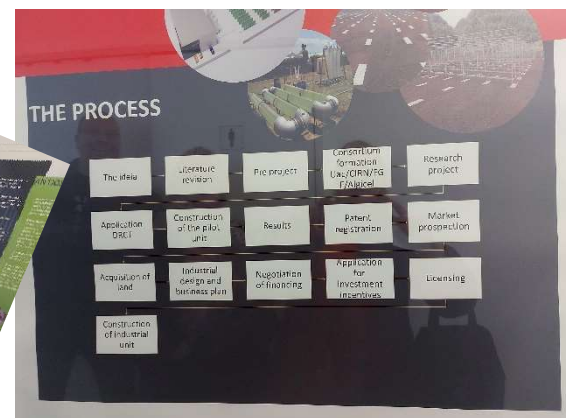 THE PROCESS
The ideia
Literature
revision
Pre project
Consortium
formation
Research
project
Application
DRCT
Construction
of the pilot
unit
Results
Patent
registration
Market
prospection
Acquisition of
land
Industrial
design and
business plan
Negotiation
of financing
Application
for
investment
incentives
Licensing
Construction
of industrial
unit